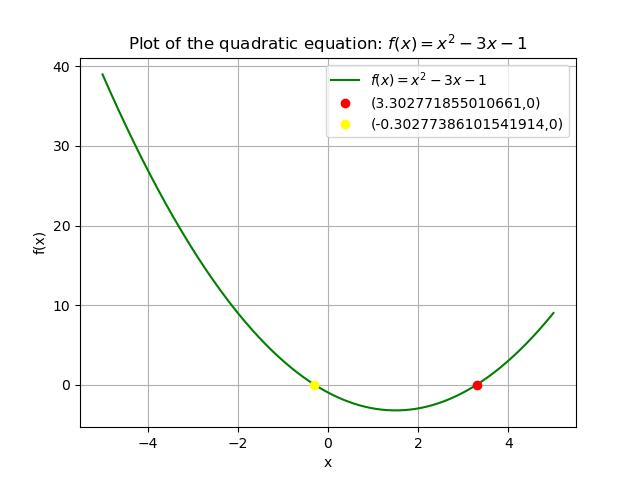 Plot of the quadratic equation: f(x) = x² − 3x − 1
f(x) = x² − 3x − 1
(3.302771855010661,0)
(-0.30277386101541914,0)
40
30
20
10
0
f(x)
−4 −2 0 2 4
x